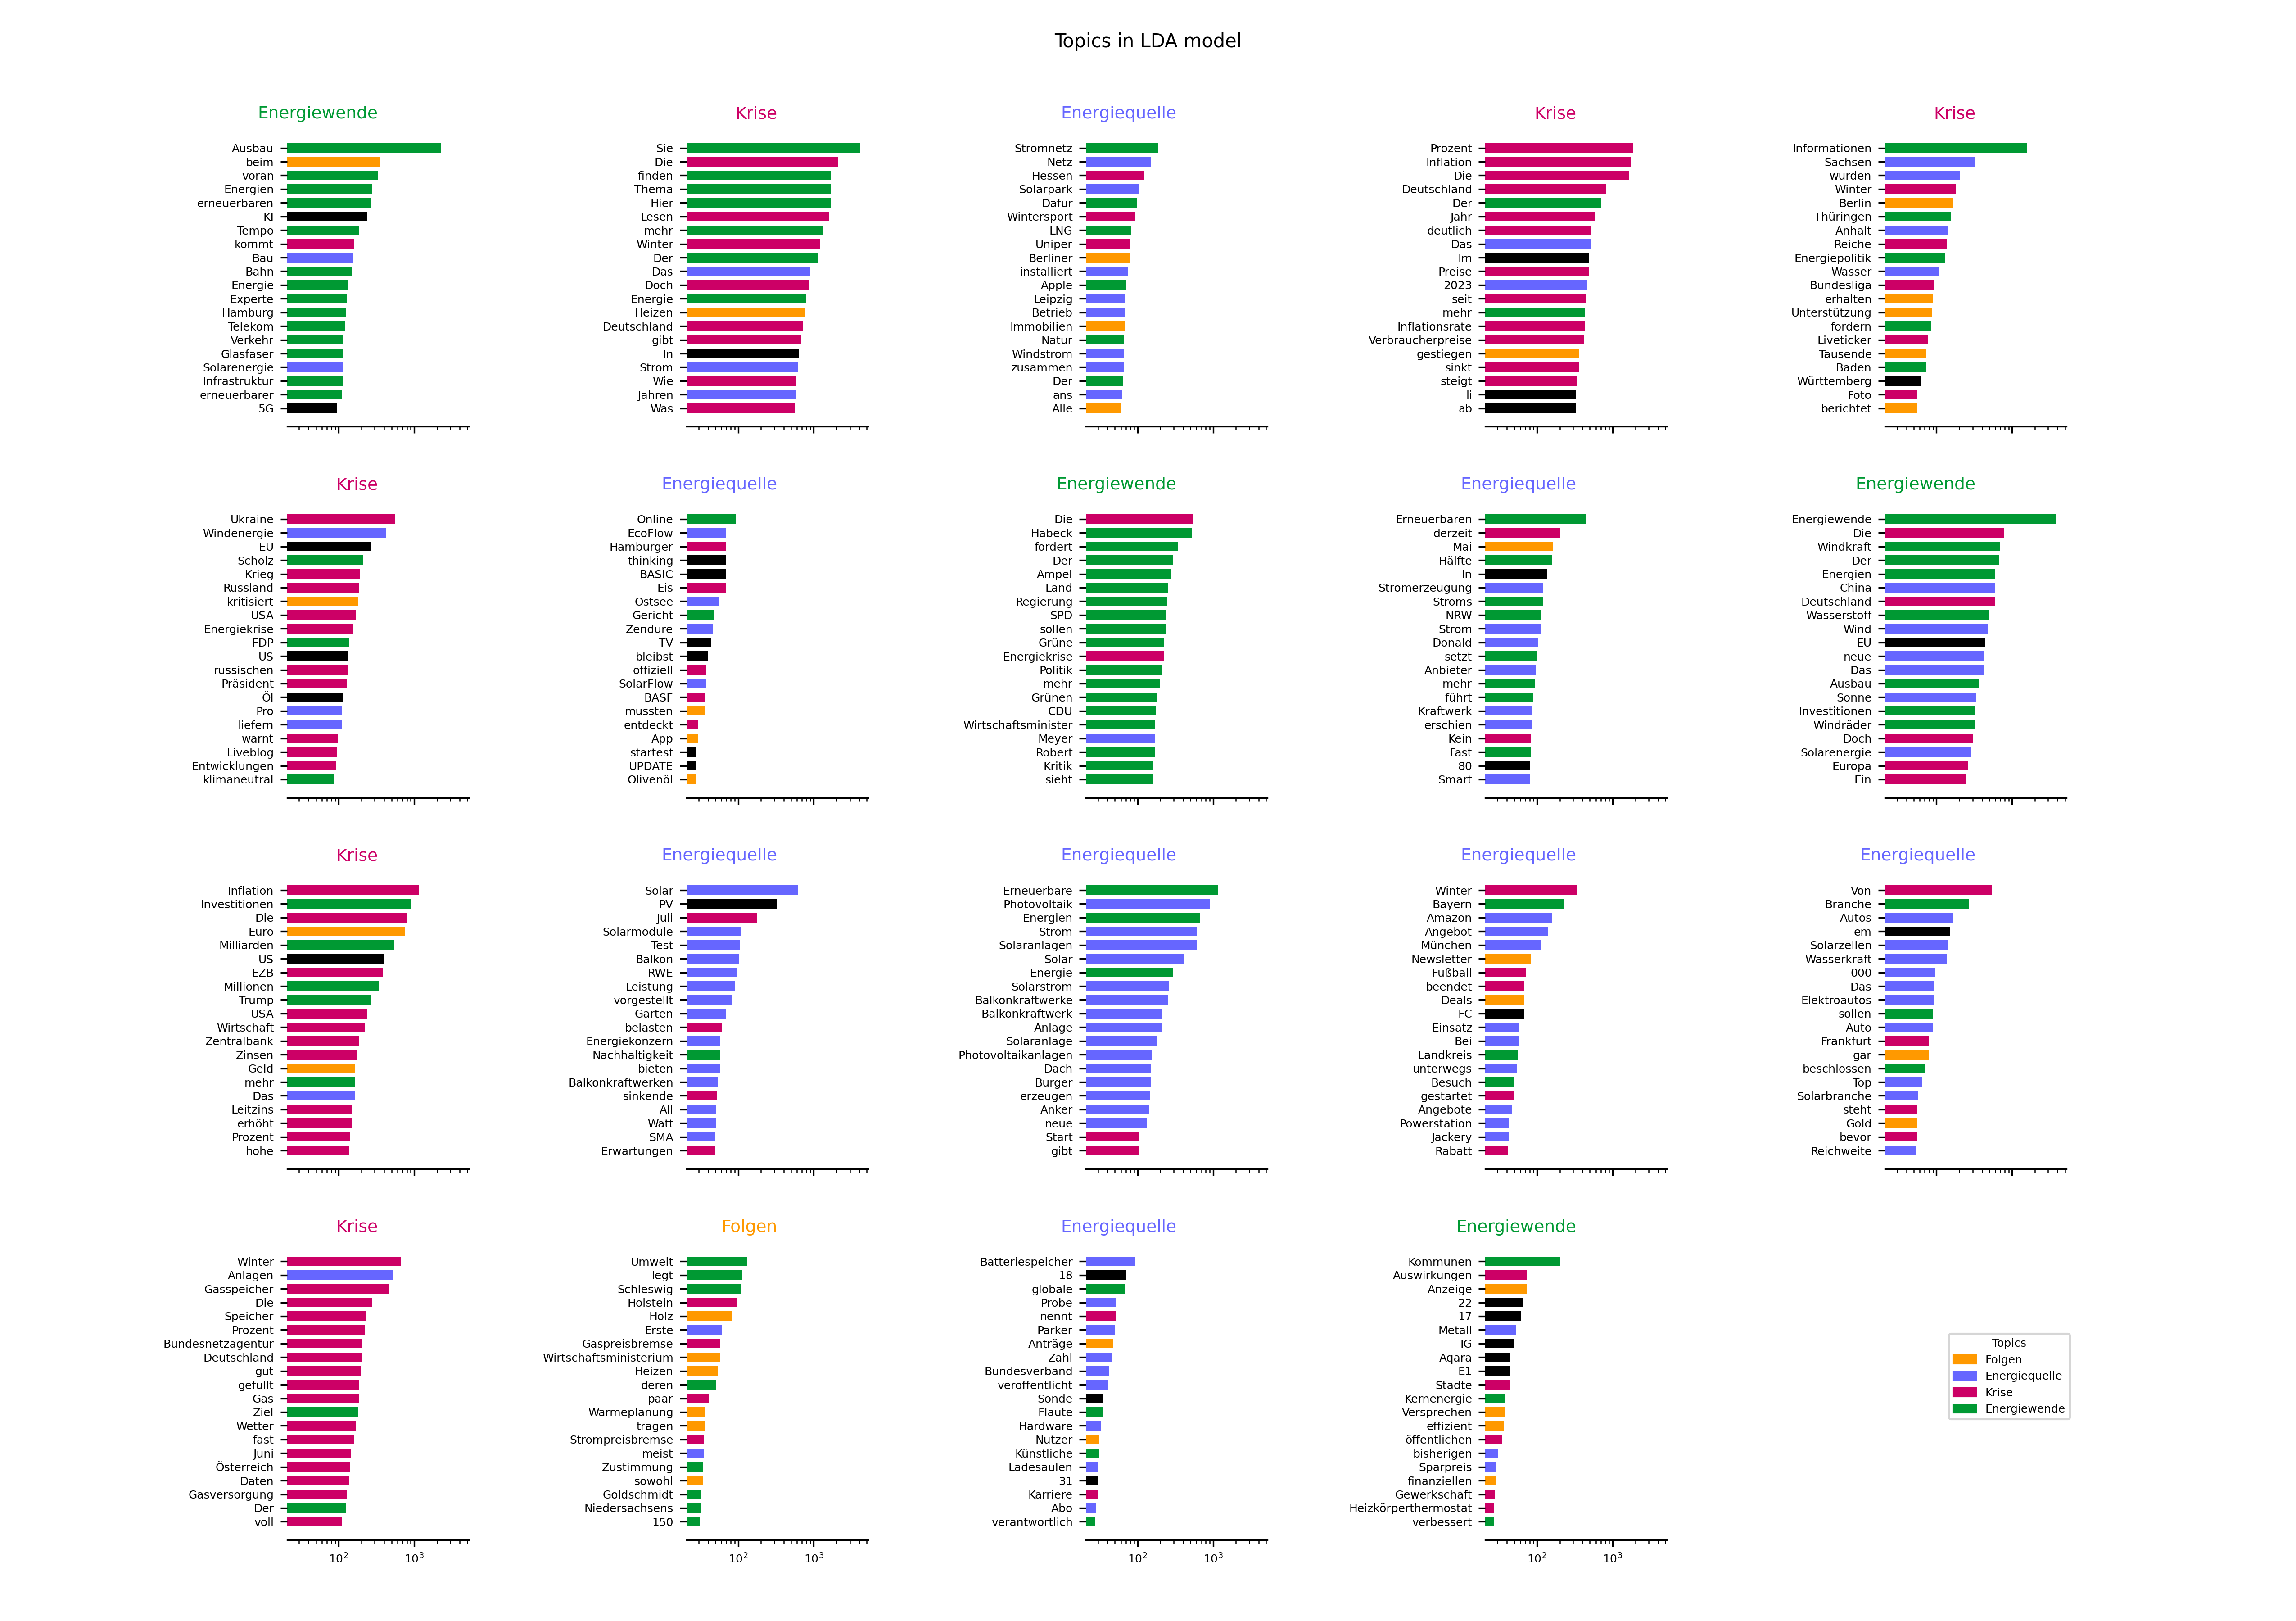 Topics in LDA model
Energiewende
Ausbau
beim
voran
Energien
erneuerbaren
KI
Tempo
kommt
Bau
Bahn
Energie
Experte
Hamburg
Telekom
Verkehr
Glasfaser
Solarenergie
Infrastruktur
erneuerbarer
5G
Krise
Sie
Die
finden
Thema
Hier
Lesen
mehr
Winter
Der
Das
Doch
Energie
Heizen
Deutschland
gibt
In
Strom
Wie
Jahren
Was
Energiequelle
Stromnetz
Netz
Hessen
Solarpark
Dafür
Wintersport
LNG
Uniper
Berliner
installiert
Apple
Leipzig
Betrieb
Immobilien
Natur
Windstrom
zusammen
Der
ans
Alle
Krise
Prozent
Inflation
Die
Deutschland
Der
Jahr
deutlich
Das
Im
Preise
2023
seit
mehr
Inflationsrate
Verbraucherpreise
gestiegen
sinkt
steigt
li
ab
Krise
Informationen
Sachsen
wurden
Winter
Berlin
Thüringen
Anhalt
Reiche
Energiepolitik
Wasser
Bundesliga
erhalten
Unterstützung
fordern
Liveticker
Tausende
Baden
Württemberg
Foto
berichtet
Krise
Ukraine
Windenergie
EU
Scholz
Krieg
Russland
kritisiert
USA
Energiekrise
FDP
US
russischen
Präsident
Öl
Pro
liefern
warnt
Liveblog
Entwicklungen
klimaneutral
Energiequelle
Online
EcoFlow
Hamburger
thinking
BASIC
Eis
Ostsee
Gericht
Zendure
TV
bleibst
offiziell
SolarFlow
BASF
mussten
entdeckt
App
startest
UPDATE
Olivenöl
Energiewende
Die
Habeck
fordert
Der
Ampel
Land
Regierung
SPD
sollen
Grüne
Energiekrise
Politik
mehr
Grünen
CDU
Wirtschaftsminister
Meyer
Robert
Kritik
sieht
Energiequelle
Erneuerbaren
derzeit
Mai
Hälfte
In
Stromerzeugung
Stroms
NRW
Strom
Donald
setzt
Anbieter
mehr
führt
Kraftwerk
erschien
Kein
Fast
80
Smart
Energiewende
Energiewende
Die
Windkraft
Der
Energien
China
Deutschland
Wasserstoff
Wind
EU
neue
Das
Ausbau
Sonne
Investitionen
Windräder
Doch
Solarenergie
Europa
Ein
Krise
Inflation
Investitionen
Die
Euro
Milliarden
US
EZB
Millionen
Trump
USA
Wirtschaft
Zentralbank
Zinsen
Geld
mehr
Das
Leitzins
erhöht
Prozent
hohe
Energiequelle
Solar
PV
Juli
Solarmodule
Test
Balkon
RWE
Leistung
vorgestellt
Garten
belasten
Energiekonzern
Nachhaltigkeit
bieten
Balkonkraftwerken
sinkende
All
Watt
SMA
Erwartungen
Energiequelle
Erneuerbare
Photovoltaik
Energien
Strom
Solaranlagen
Solar
Energie
Solarstrom
Balkonkraftwerke
Balkonkraftwerk
Anlage
Solaranlage
Photovoltaikanlagen
Dach
Burger
erzeugen
Anker
neue
Start
gibt
Energiequelle
Winter
Bayern
Amazon
Angebot
München
Newsletter
Fußball
beendet
Deals
FC
Einsatz
Bei
Landkreis
unterwegs
Besuch
gestartet
Angebote
Powerstation
Jackery
Rabatt
Energiequelle
Von
Branche
Autos
em
Solarzellen
Wasserkraft
000
Das
Elektroautos
sollen
Auto
Frankfurt
gar
beschlossen
Top
Solarbranche
steht
Gold
bevor
Reichweite
Krise
Winter
Anlagen
Gasspeicher
Die
Speicher
Prozent
Bundesnetzagentur
Deutschland
gut
gefüllt
Gas
Ziel
Wetter
fast
Juni
Österreich
Daten
Gasversorgung
Der
voll
10² 10³
Folgen
Umwelt
legt
Schleswig
Holstein
Holz
Erste
Gaspreisbremse
Wirtschaftsministerium
Heizen
deren
paar
Wärmeplanung
tragen
Strompreisbremse
meist
Zustimmung
sowohl
Goldschmidt
Niedersachsens
150
10² 10³
Energiequelle
Batteriespeicher
18
globale
Probe
nennt
Parker
Anträge
Zahl
Bundesverband
veröffentlicht
Sonde
Flaute
Hardware
Nutzer
Künstliche
Ladesäulen
31
Karriere
Abo
verantwortlich
10² 10³
Energiewende
Kommunen
Auswirkungen
Anzeige
22
17
Metall
IG
Aqara
E1
Städte
Kernenergie
Versprechen
effizient
öffentlichen
bisherigen
Sparpreis
finanziellen
Gewerkschaft
Heizkörperthermostat
verbessert
10² 10³
Topics
Folgen
Energiequelle
Krise
Energiewende